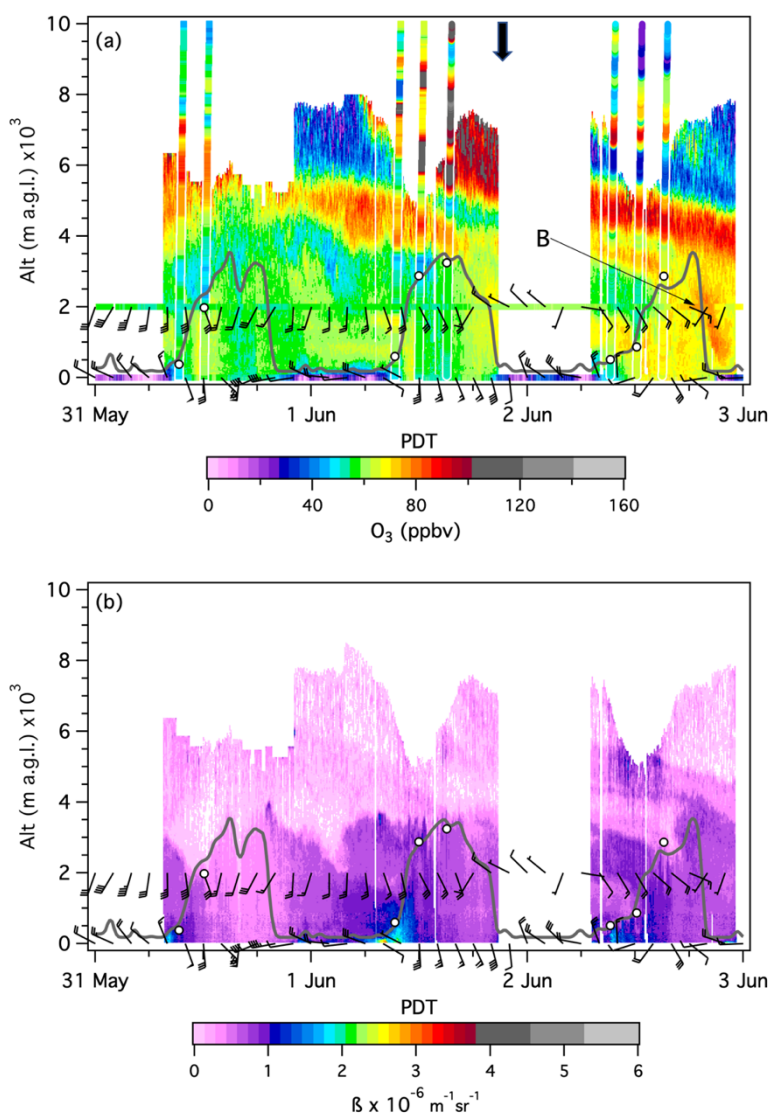 (a)
10
8
6
4
2
0
Alt (m a.g.l.) x10³
B
31 May
1 Jun
2 Jun
3 Jun
PDT
0
40
80
120
160
O₃ (ppbv)
(b)
10
8
6
4
2
0
Alt (m a.g.l.) x10³
31 May
1 Jun
2 Jun
3 Jun
PDT
0
1
2
3
4
5
6
ß x 10⁻⁶ m⁻¹sr⁻¹